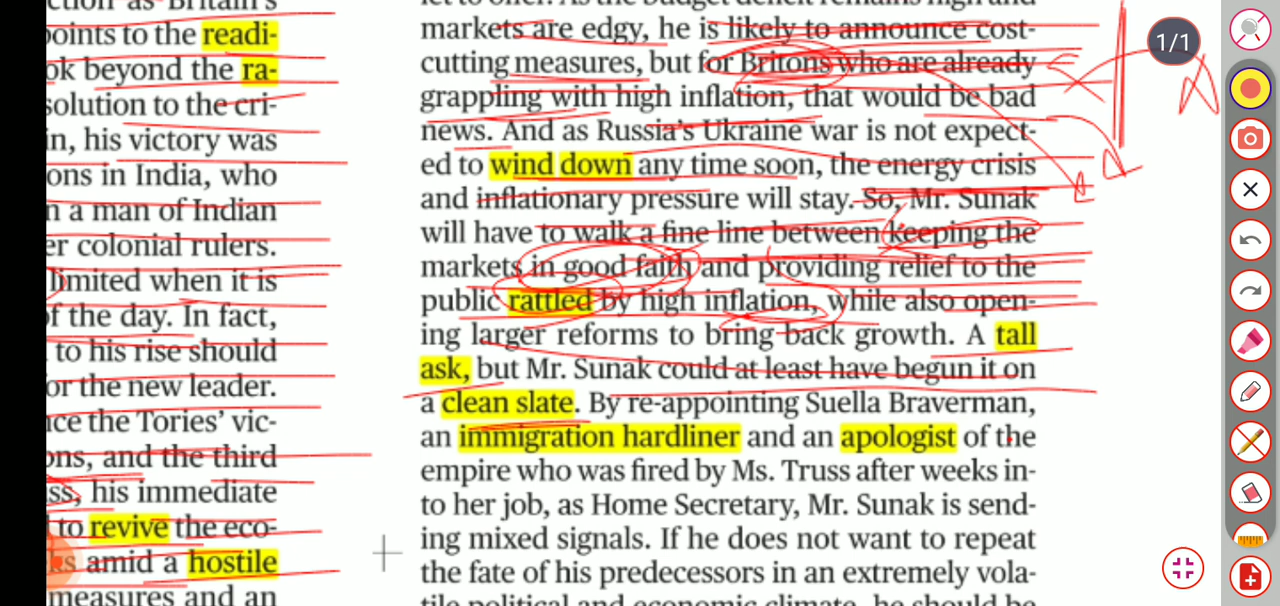 points to the readi-
ok beyond the ra-
solution to the cri-
in, his victory was
ons in India, who
a man of Indian
er colonial rulers.
limited when it is
of the day. In fact,
to his rise should
or the new leader.
nce the Tories' vic-
ons, and the third
ss, his immediate
to revive the eco-
ks amid a hostile
measures and an
markets are edgy, he is likely to announce cost-
cutting measures, but for Britons who are already
grappling with high inflation, that would be bad
news. And as Russia's Ukraine war is not expect-
ed to wind down any time soon, the energy crisis
and inflationary pressure will stay. So, Mr. Sunak
will have to walk a fine line between keeping the
markets in good faith and providing relief to the
public rattled by high inflation, while also open-
ing larger reforms to bring back growth. A tall
ask, but Mr. Sunak could at least have begun it on
a clean slate. By re-appointing Suella Braverman,
an immigration hardliner and an apologist of the
empire who was fired by Ms. Truss after weeks in-
to her job, as Home Secretary, Mr. Sunak is send-
ing mixed signals. If he does not want to repeat
the fate of his predecessors in an extremely vola-
tile political and economic climate, he should be
1/1